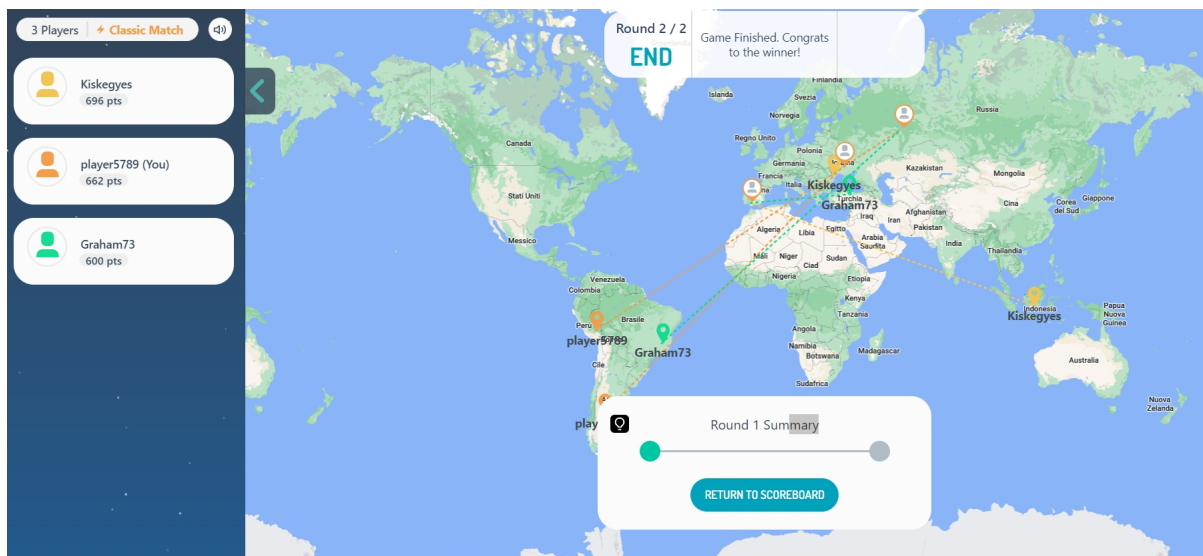 3 Players
Classic Match
Kiskegyes
696 pts
player5789 (You)
662 pts
Graham73
600 pts
Round 2 / 2
END
Game Finished. Congrats
to the winner!
Finlandia
Islanda
Svezia
Russia
Norvegia
Regno Unito
Canada
Polonia
Germania
Francia
Italia
Kazakistan
Mongolia
Kiskegyes
Stati Uniti
Turchia
Graham73
Cina
Corea
del Sud
Giappone
Iraq
Iran
Afghanistan
Pakistan
Algeria
Libia
Egitto
Arabia
Saudita
Messico
India
Mali
Niger
Ciad
Sudan
Thailandia
Venezuela
Nigeria
Etiopia
Colombia
Kenya
Indonesia
Kiskegyes
Papua
Nuova
Guinea
Tanzania
Perù
Brasile
player5789
Graham73
Angola
Namibia
Botswana
Madagascar
Australia
Cile
Sudafrica
Nuova
Zelanda
play
Round 1 Summary
RETURN TO SCOREBOARD